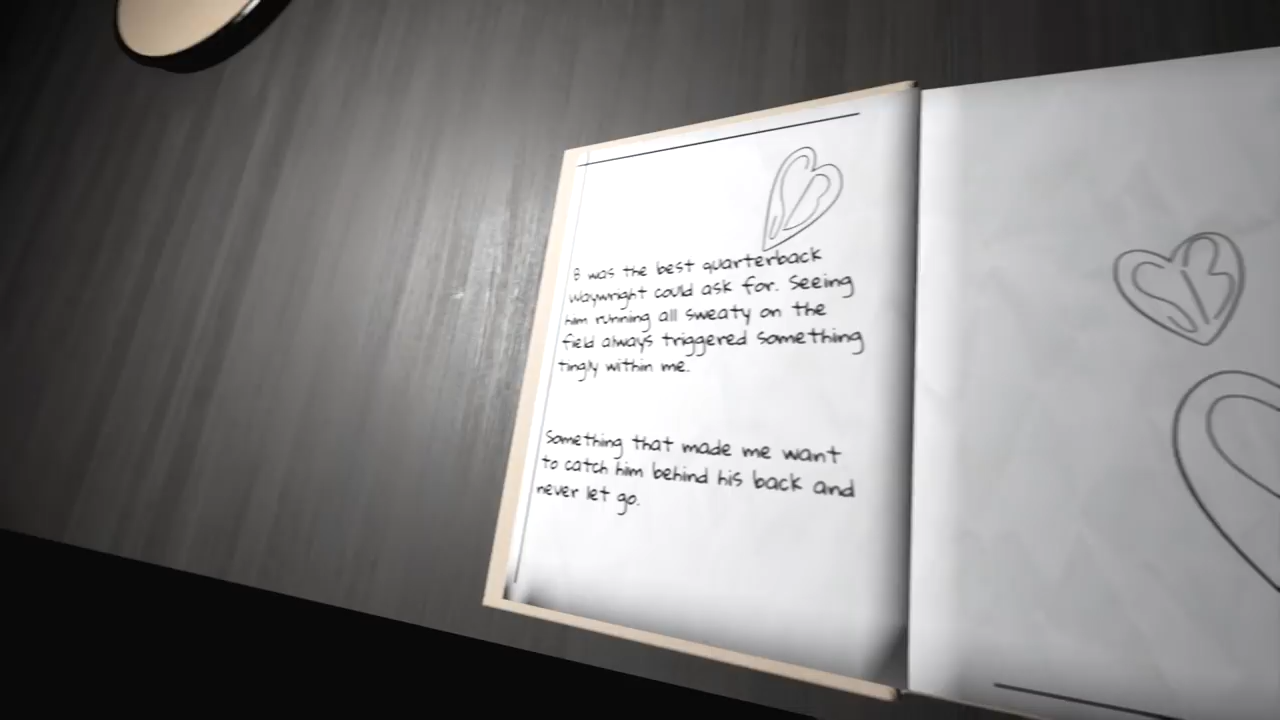 B was the best quarterback
Waywright could ask for. Seeing
him running all sweaty on the
field always triggered something
tingly within me.
Something that made me want
to catch him behind his back and
never let go.